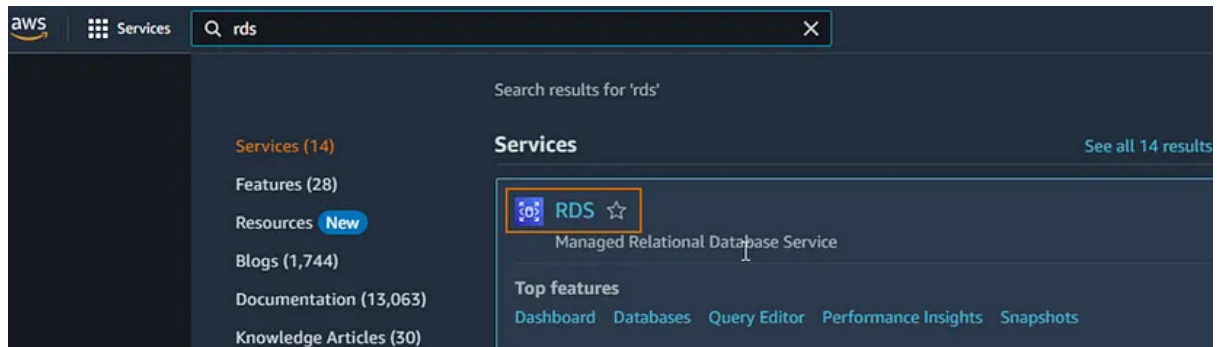 aws Services rds
Search results for 'rds'
Services (14)
Features (28)
Resources New
Blogs (1,744)
Documentation (13,063)
Knowledge Articles (30)
Services See all 14 results
RDS
Managed Relational Database Service
Top features
Dashboard Databases Query Editor Performance Insights Snapshots